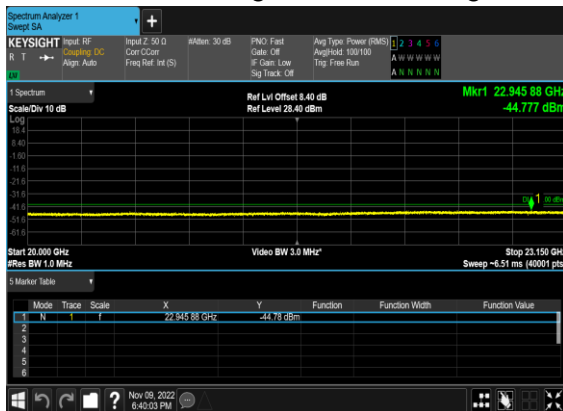 Spectrum Analyzer 1
Swept SA
KEYSIGHT Input: RF Input Z: 50 Ω #Atten: 30 dB PNO: Fast Avg Type: Power (RMS) 1 2 3 4 5 6
R T Coupling: DC Corr CCorr Gate: Off Avg|Hold: 100/100 A W W W W W
Align: Auto Freq Ref: Int (S) IF Gain: Low Trig: Free Run A N N N N N
Sig Track: Off
LXI
1 Spectrum Ref Lvl Offset 8.40 dB Mkr1 22.945 88 GHz
Scale/Div 10 dB Ref Level 28.40 dBm -44.777 dBm
Log
18.4
8.40
-1.60
-11.6
-21.6
-31.6
1
-41.6
-51.6
-61.6
Start 20.000 GHz Video BW 3.0 MHz* Stop 23.150 GHz
#Res BW 1.0 MHz Sweep ~6.51 ms (40001 pts)
5 Marker Table
Mode Trace Scale X Y Function Function Width Function Value
1 N 1 f 22.945 88 GHz -44.78 dBm
2
3
4
5
6
? Nov 09, 2022
6:40:03 PM